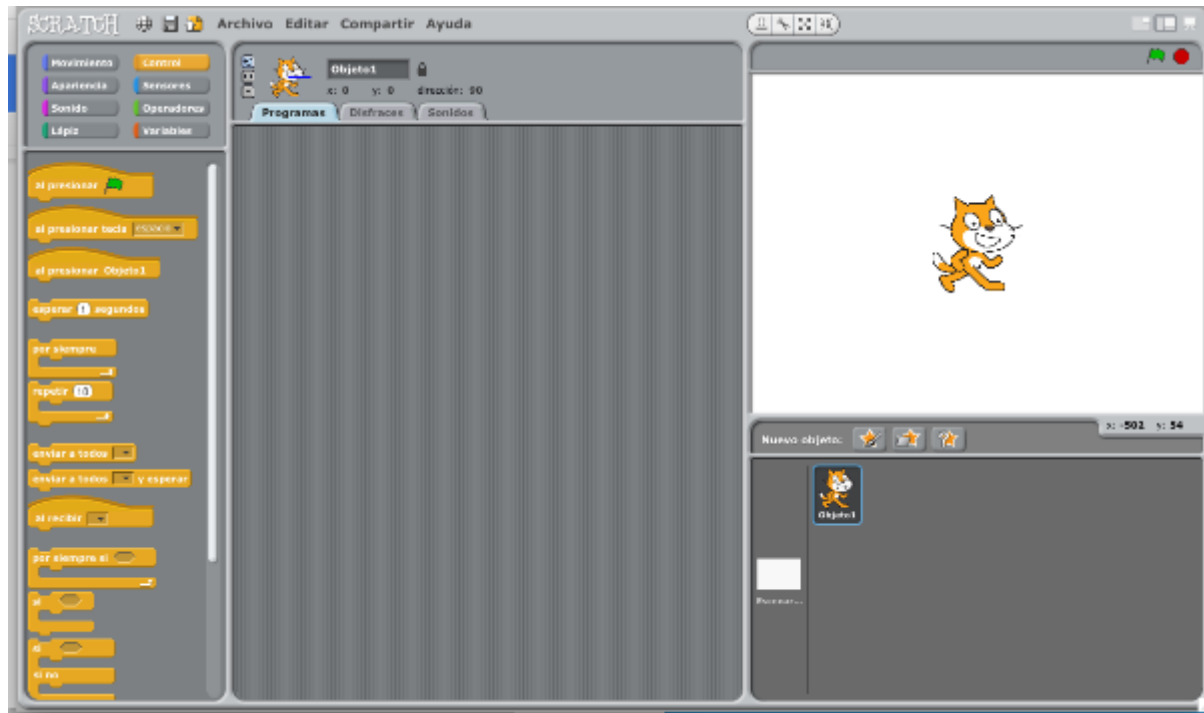 SCRATCH Archivo Editar Compartir Ayuda
Movimiento Control
Apariencia Sensores
Sonido Operadores
Lápiz Variables
Objeto1
x: 0 y: 0 dirección: 90
Programas Disfraces Sonidos
al presionar
al presionar tecla espacio
al presionar Objeto1
esperar 1 segundos
por siempre
repetir 10
enviar a todos
enviar a todos y esperar
al recibir
por siempre si
si
si
si no
x: -502 y: 54
Nuevo objeto:
Objeto1
Escenar...